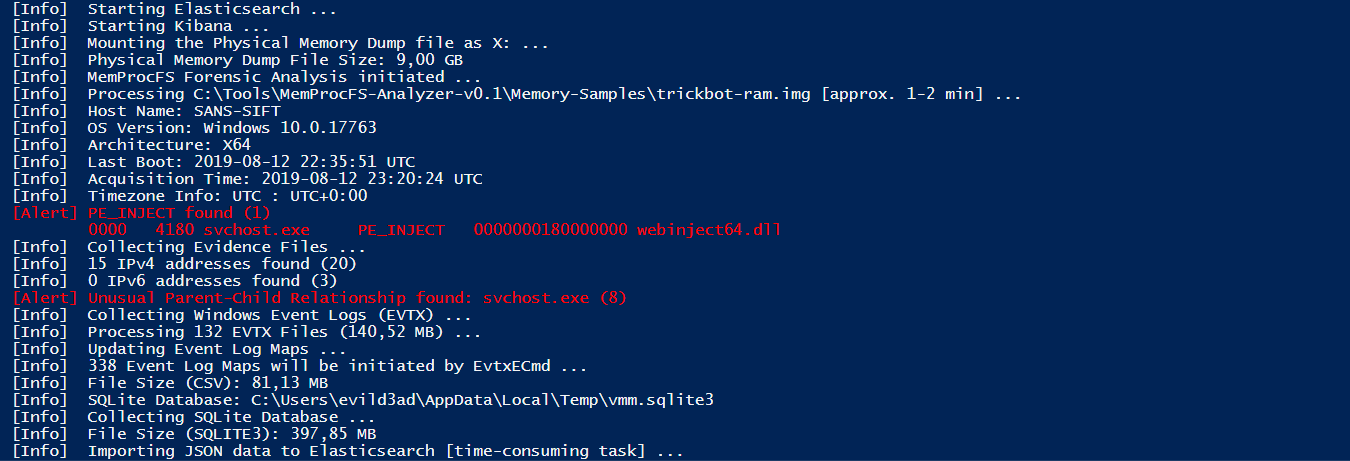 [Info] Starting Elasticsearch ...
[Info] Starting Kibana ...
[Info] Mounting the Physical Memory Dump file as X: ...
[Info] Physical Memory Dump File Size: 9,00 GB
[Info] MemProcFS Forensic Analysis initiated ...
[Info] Processing C:\Tools\MemProcFS-Analyzer-v0.1\Memory-Samples\trickbot-ram.img [approx. 1-2 min] ...
[Info] Host Name: SANS-SIFT
[Info] OS Version: Windows 10.0.17763
[Info] Architecture: X64
[Info] Last Boot: 2019-08-12 22:35:51 UTC
[Info] Acquisition Time: 2019-08-12 23:20:24 UTC
[Info] Timezone Info: UTC : UTC+0:00
[Alert] PE_INJECT found (1)
0000 4180 svchost.exe PE_INJECT 0000000180000000 webinject64.dll
[Info] Collecting Evidence Files ...
[Info] 15 IPv4 addresses found (20)
[Info] 0 IPv6 addresses found (3)
[Alert] Unusual Parent-Child Relationship found: svchost.exe (8)
[Info] Collecting Windows Event Logs (EVTX) ...
[Info] Processing 132 EVTX Files (140,52 MB) ...
[Info] Updating Event Log Maps ...
[Info] 338 Event Log Maps will be initiated by EvtxECmd ...
[Info] File Size (CSV): 81,13 MB
[Info] SQLite Database: C:\Users\evild3ad\AppData\Local\Temp\vmm.sqlite3
[Info] Collecting SQLite Database ...
[Info] File Size (SQLITE3): 397,85 MB
[Info] Importing JSON data to Elasticsearch [time-consuming task] ...